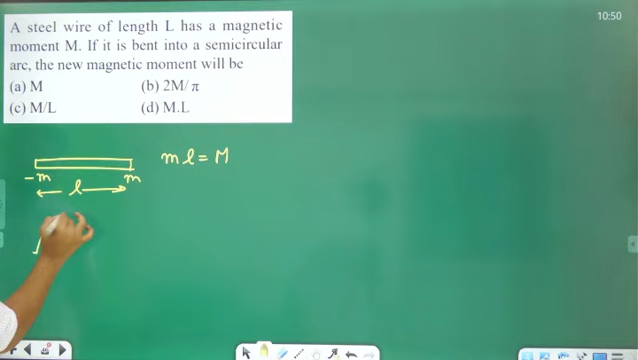 A steel wire of length L has a magnetic
moment M. If it is bent into a semicircular
arc, the new magnetic moment will be
(a) M (b) 2M/π
(c) M/L (d) M.L
10:50
m l = M
-m m
l